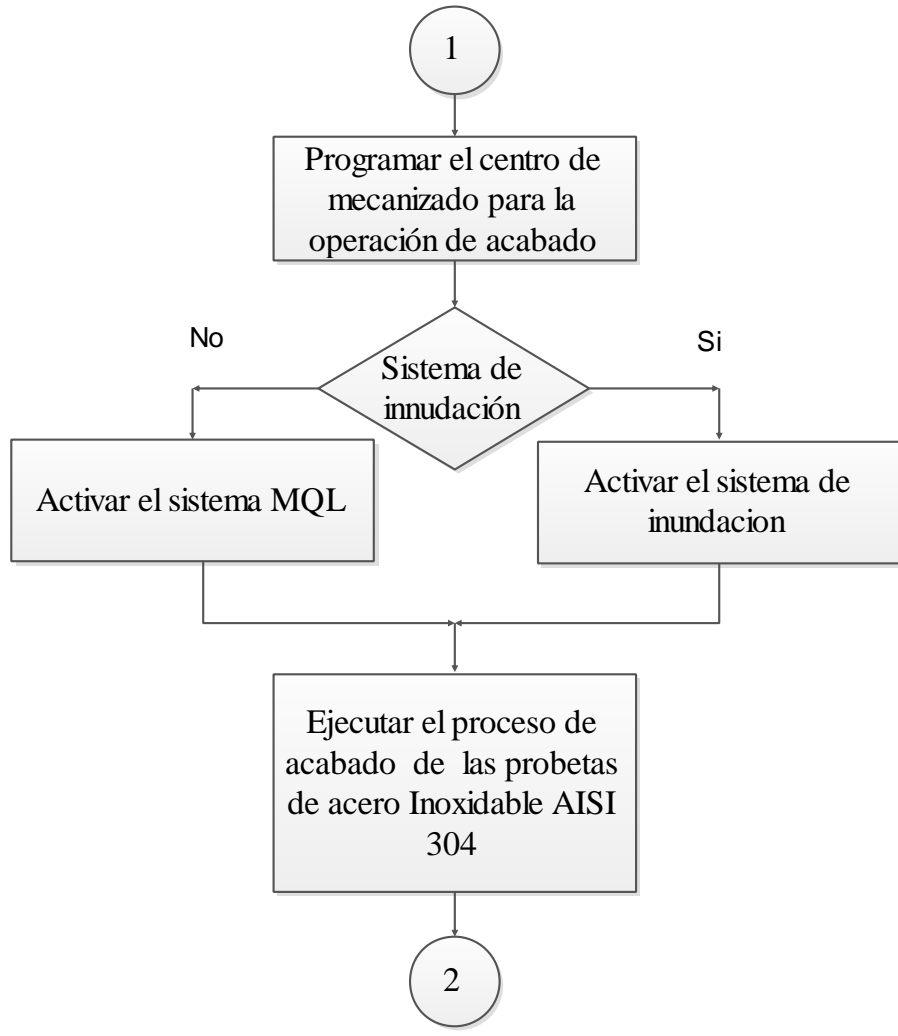 1
Programar el centro de
mecanizado para la
operación de acabado
No
Si
Sistema de
innudación
Activar el sistema MQL
Activar el sistema de
inundacion
Ejecutar el proceso de
acabado de las probetas
de acero Inoxidable AISI
304
2